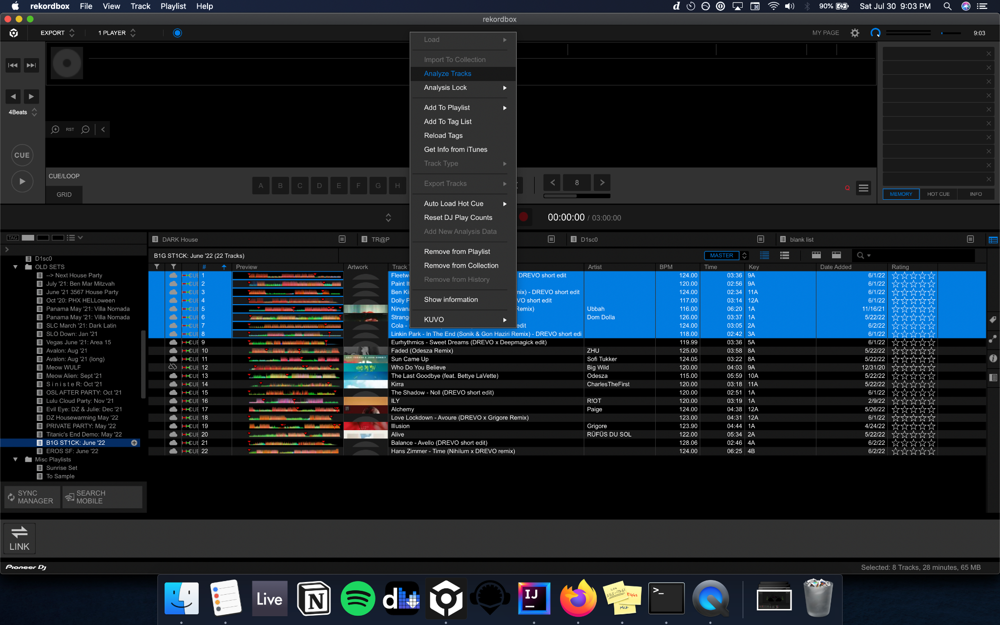 rekordbox File View Track Playlist Help
90% Sat Jul 30 9:03 PM
rekordbox
EXPORT 1 PLAYER
MY PAGE 9:03
4Beats
RST
CUE
CUE/LOOP
GRID
A B C D E F G H
8
Q
MEMORY HOT CUE INFO
00:00:00 / 03:00:00
Load
Import To Collection
Analyze Tracks
Analysis Lock
Add To Playlist
Add To Tag List
Reload Tags
Get Info from iTunes
Track Type
Export Tracks
Auto Load Hot Cue
Reset DJ Play Counts
Add New Analysis Data
Remove from Playlist
Remove from Collection
Remove from History
Show information
KUVO
TAG
D1sc0
OLD SETS
--> Next House Party
July '21: Ben Mar Mitzvah
June '21 3567 House Party
Oct '20: PHX HELLoween
Panama May '21: Villa Nomada
Panama May '21: Villa Nomada
SLC March '21: Dark Latin
SLO Down: Jan '21
Vegas June '21: Area 15
Avalon: Aug '21
Avalon: Aug '21 (long)
Meow WULF
Meow Alien: Sept '21
S i n i s t e R: Oct '21
OSL AFTER PARTY: Oct '21
Lulu Cloud Party: Nov '21
Evil Eye: DZ & Julie: Dec '21
DZ Housewarming May '22
PRIVATE PARTY: May '22
Titanic's End Demo: May '22
B1G ST1CK: June '22
EROS SF: June '22
Misc Playlists
Sunrise Set
To Sample
SYNC MANAGER
SEARCH MOBILE
DARK House TR@P D1sc0 blank list
B1G ST1CK: June '22 (22 Tracks)
MASTER
# Preview Artwork Track Artist BPM Time Key Date Added Rating
CUE 1 Fleetw DREVO short edit 124.00 03:36 9A 6/1/22
CUE 2 Paint 120.00 02:56 9A 6/1/22
CUE 3 Ben Ki ix) - DREVO short edit 124.00 02:34 11A 6/1/22
CUE 4 Dolly P VO short edit 117.00 03:14 12A 6/1/22
CUE 5 Nirvan Remix) Ubbah 116.00 06:20 1A 11/16/21
CUE 6 Strang Dom Dolla 126.00 03:37 1A 5/22/22
CUE 7 Cola - edit 124.00 03:05 2A 6/2/22
CUE 8 Linkin Park - In The End (Sonik & Gon Haziri Remix) - DREVO short edi 118.00 02:42 3A 6/1/22
CUE 9 Eurhythmics - Sweet Dreams (DREVO x Deepmagick edit) 119.99 03:36 5A 6/1/22
CUE 10 Faded (Odesza Remix) ZHU 125.00 03:58 8A 5/22/22
CUE 11 Sun Came Up Sofi Tukker 124.05 03:22 8A 5/22/22
CUE 12 Who Do You Believe Big Wild 120.00 04:03 9A 12/31/20
CUE 13 The Last Goodbye (feat. Bettye LaVette) Odesza 115.00 05:59 10A 5/22/22
CUE 14 Kirra CharlesTheFirst 120.00 03:18 11A 5/22/22
CUE 15 The Shadow - Noll (DREVO short edit) 120.00 02:51 1A 6/1/22
CUE 16 ILY R!OT 120.00 03:19 1A 2/9/22
CUE 17 Alchemy Paige 124.00 04:38 12A 5/26/22
CUE 18 Love Lockdown - Avoure (DREVO x Grigore Remix) 123.00 04:31 12A 6/1/22
CUE 19 Illusion Grigore 123.90 04:44 1A 4/24/22
CUE 20 Alive RÜFÜS DU SOL 122.00 05:34 2A 5/22/22
CUE 21 Balance - Avello (DREVO short edit) 128.06 02:46 4A 6/2/22
CUE 22 Hans Zimmer - Time (Nihilum x DREVO remix) 124.00 06:25 4B 6/2/22
LINK
Pioneer Dj
Selected: 8 Tracks, 28 minutes, 65 MB
Live
N
d
IJ
EGGS
MILK
>_